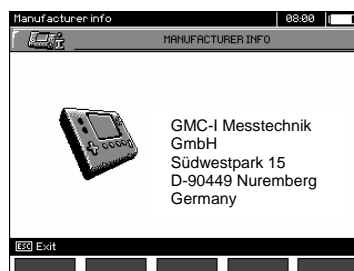 Manufacturer info 08:00
MANUFACTURER INFO
GMC-I Messtechnik
GmbH
Südwestpark 15
D-90449 Nuremberg
Germany
ESC Exit